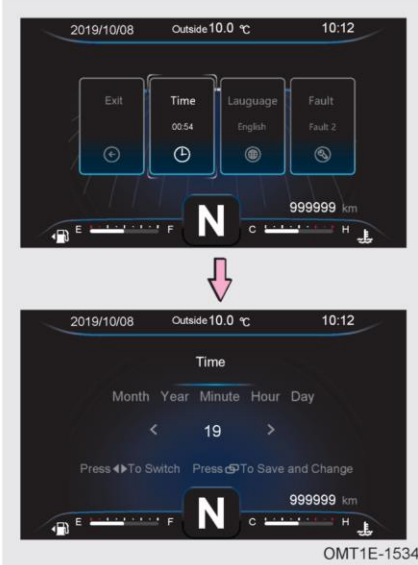 2019/10/08 Outside 10.0 ℃ 10:12
Exit Time Lauguage Fault
00:54 English Fault 2
999999 km
E F N C H
2019/10/08 Outside 10.0 ℃ 10:12
Time
Month Year Minute Hour Day
< 19 >
Press ◀▶ To Switch Press To Save and Change
999999 km
E F N C H
OMT1E-1534